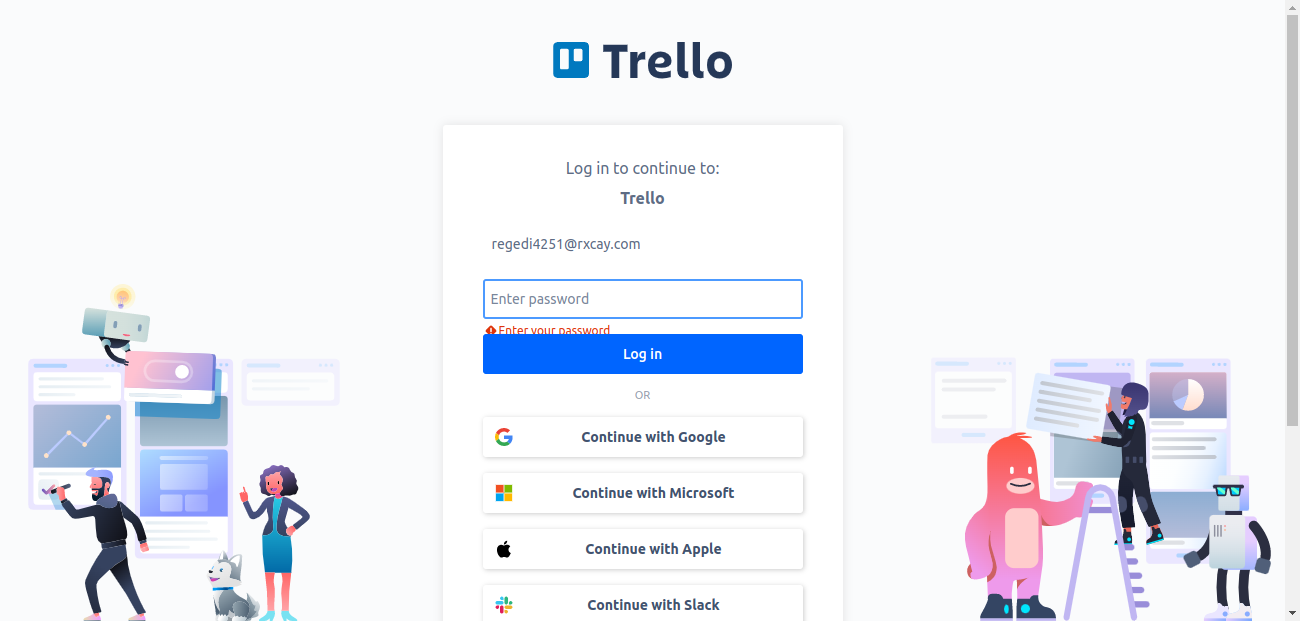 Trello
Log in to continue to:
Trello
regedi4251@rxcay.com
Enter password
Enter your password
Log in
OR
Continue with Google
Continue with Microsoft
Continue with Apple
Continue with Slack